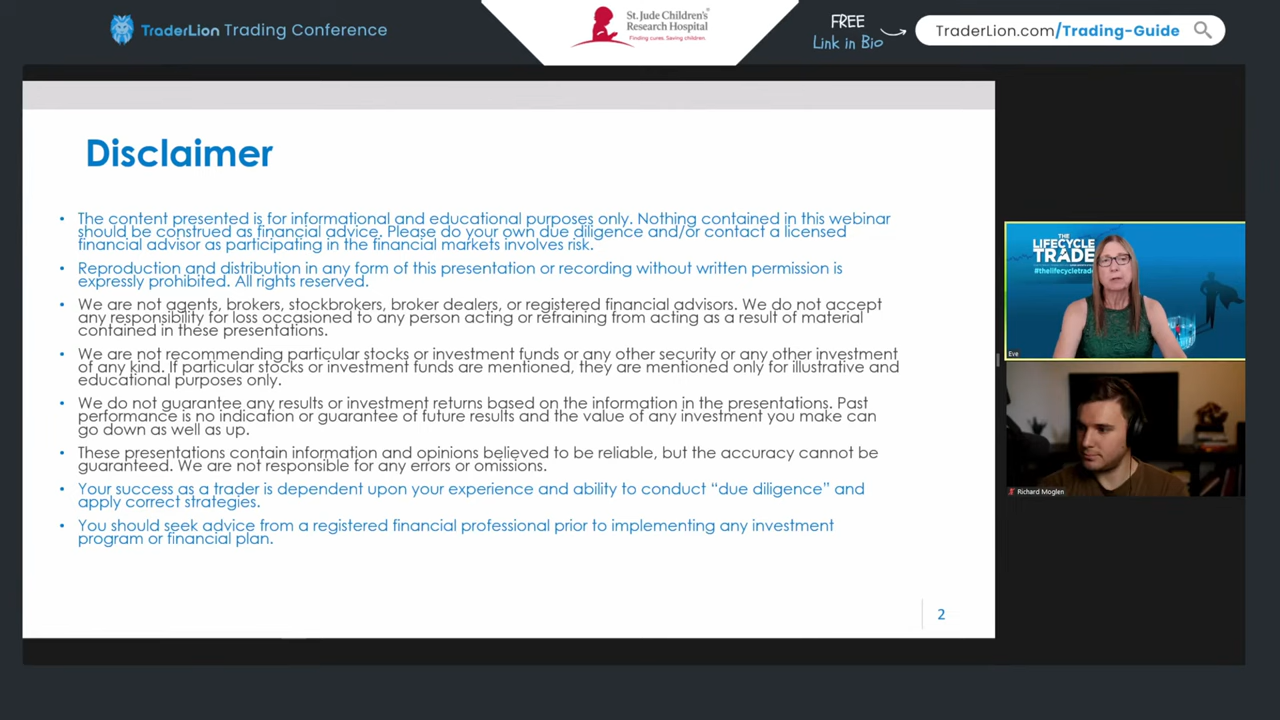 TraderLion Trading Conference
St. Jude Children's
Research Hospital
Finding cures. Saving children.
FREE
Link in Bio
TraderLion.com/Trading-Guide
Disclaimer
• The content presented is for informational and educational purposes only. Nothing contained in this webinar
should be construed as financial advice. Please do your own due diligence and/or contact a licensed
financial advisor as participating in the financial markets involves risk.
• Reproduction and distribution in any form of this presentation or recording without written permission is
expressly prohibited. All rights reserved.
• We are not agents, brokers, stockbrokers, broker dealers, or registered financial advisors. We do not accept
any responsibility for loss occasioned to any person acting or refraining from acting as a result of material
contained in these presentations.
• We are not recommending particular stocks or investment funds or any other security or any other investment
of any kind. If particular stocks or investment funds are mentioned, they are mentioned only for illustrative and
educational purposes only.
• We do not guarantee any results or investment returns based on the information in the presentations. Past
performance is no indication or guarantee of future results and the value of any investment you make can
go down as well as up.
• These presentations contain information and opinions believed to be reliable, but the accuracy cannot be
guaranteed. We are not responsible for any errors or omissions.
• Your success as a trader is dependent upon your experience and ability to conduct “due diligence” and
apply correct strategies.
• You should seek advice from a registered financial professional prior to implementing any investment
program or financial plan.
2
THE
LIFECYCLE
TRADE
#thelifecycletrade
Eve
Richard Moglen